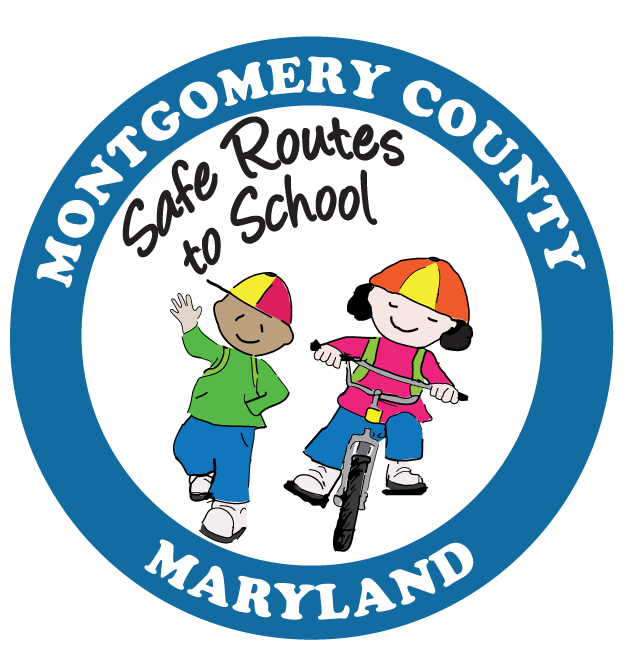 MONTGOMERY COUNTY
Safe Routes
to School
MARYLAND